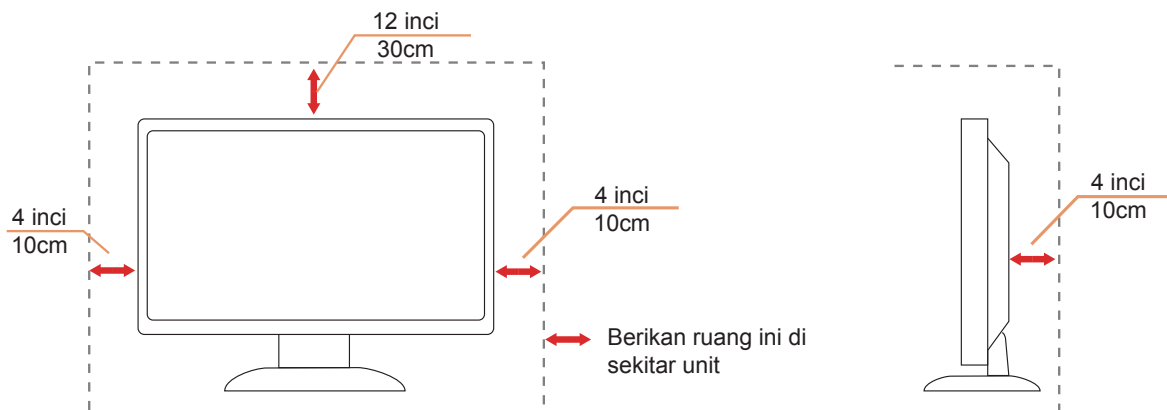 12 inci
30cm
4 inci
10cm
4 inci
10cm
4 inci
10cm
Berikan ruang ini di
sekitar unit